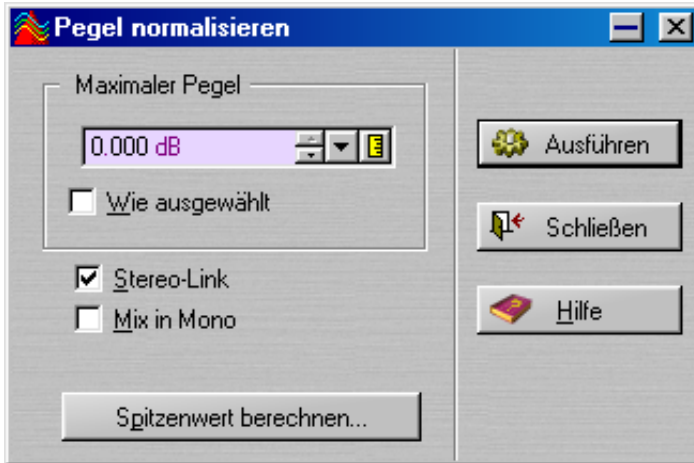 Pegel normalisieren
Maximaler Pegel
0.000 dB
Wie ausgewählt
Stereo-Link
Mix in Mono
Spitzenwert berechnen...
Ausführen
Schließen
Hilfe